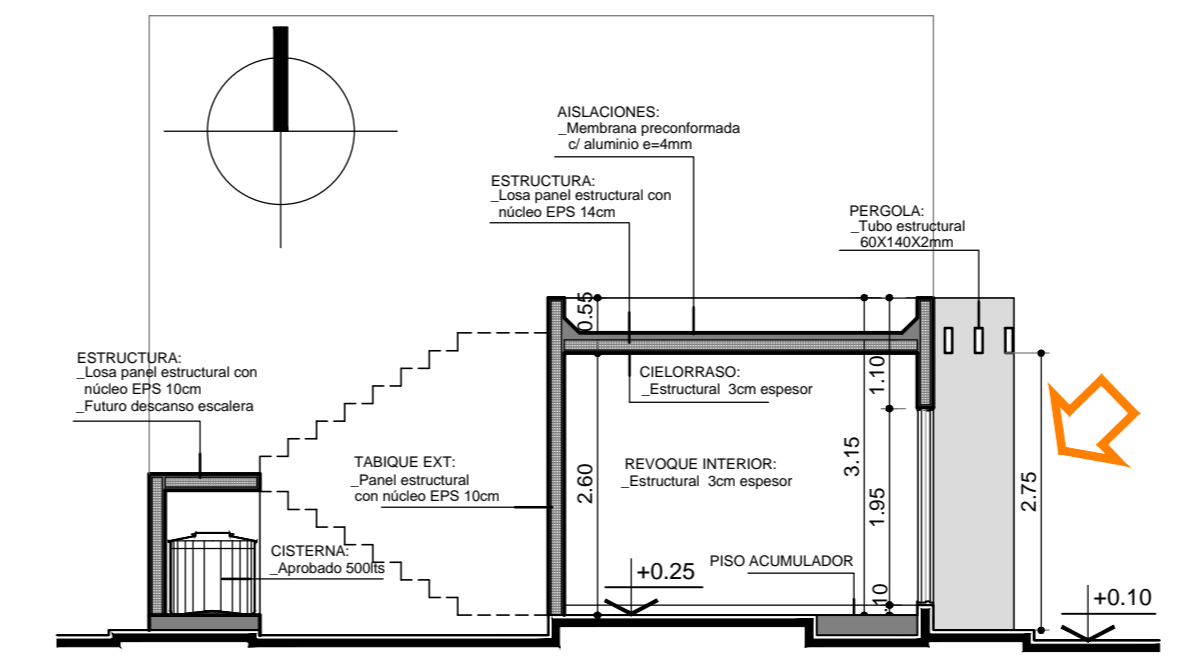 AISLACIONES:
_Membrana preconformada
c/ aluminio e=4mm
ESTRUCTURA:
_Losa panel estructural con
núcleo EPS 14cm
PERGOLA:
_Tubo estructural
60X140X2mm
ESTRUCTURA:
_Losa panel estructural con
núcleo EPS 10cm
_Futuro descanso escalera
0.55
CIELORRASO:
_Estructural 3cm espesor
1.10
TABIQUE EXT:
_Panel estructural
con núcleo EPS 10cm
2.60
REVOQUE INTERIOR:
_Estructural 3cm espesor
3.15
1.95
2.75
CISTERNA:
_Aprobado 500lts
PISO ACUMULADOR
+0.25
.10
+0.10